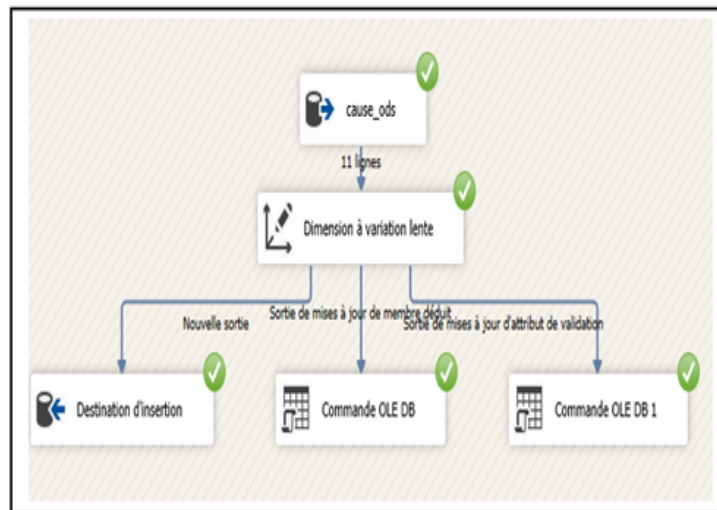 cause_ods
11 lignes
Dimension à variation lente
Nouvelle sortie
Sortie de mises à jour de membre déduit
Sortie de mises à jour d'attribut de validation
Destination d'insertion
Commande OLE DB
Commande OLE DB 1